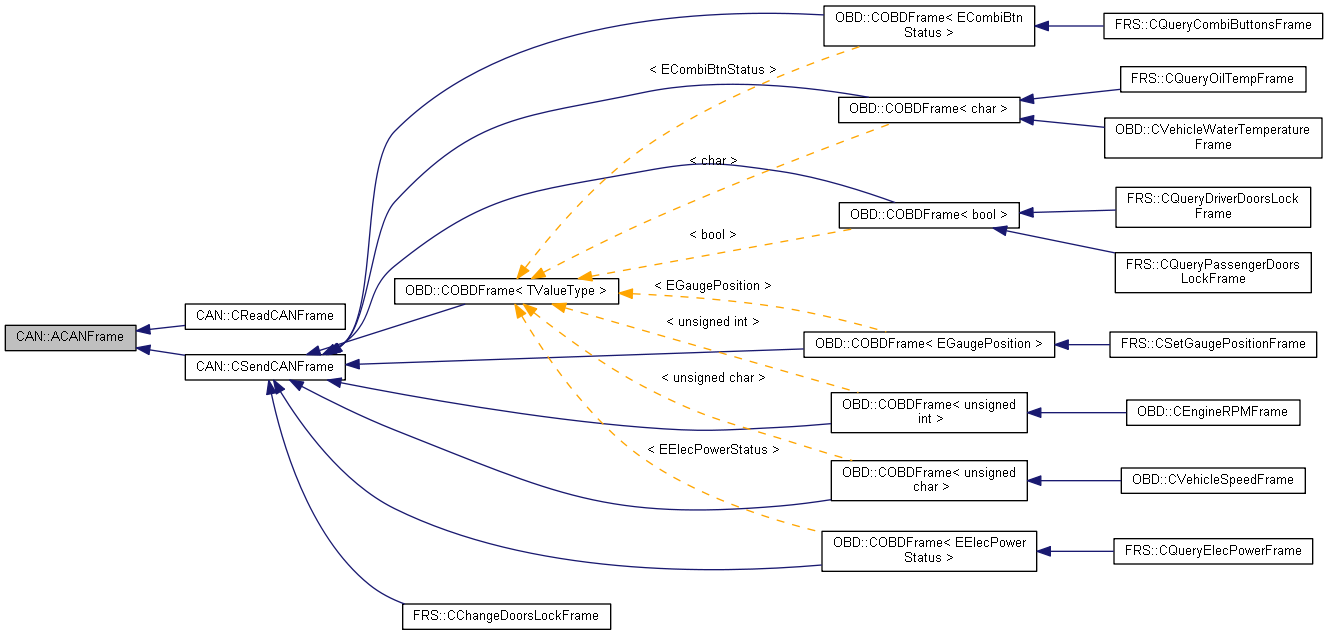 OBD::COBDFrame< ECombiBtn
Status >
FRS::CQueryCombiButtonsFrame
< ECombiBtnStatus >
FRS::CQueryOilTempFrame
OBD::COBDFrame< char >
OBD::CVehicleWaterTemperature
Frame
< char >
FRS::CQueryDriverDoorsLock
Frame
OBD::COBDFrame< bool >
< bool >
FRS::CQueryPassengerDoors
LockFrame
OBD::COBDFrame< TValueType >
< EGaugePosition >
CAN::CReadCANFrame
< unsigned int >
CAN::ACANFrame
OBD::COBDFrame< EGaugePosition >
FRS::CSetGaugePositionFrame
CAN::CSendCANFrame
< unsigned char >
OBD::COBDFrame< unsigned
int >
OBD::CEngineRPMFrame
< EElecPowerStatus >
OBD::COBDFrame< unsigned
char >
OBD::CVehicleSpeedFrame
OBD::COBDFrame< EElecPower
Status >
FRS::CQueryElecPowerFrame
FRS::CChangeDoorsLockFrame